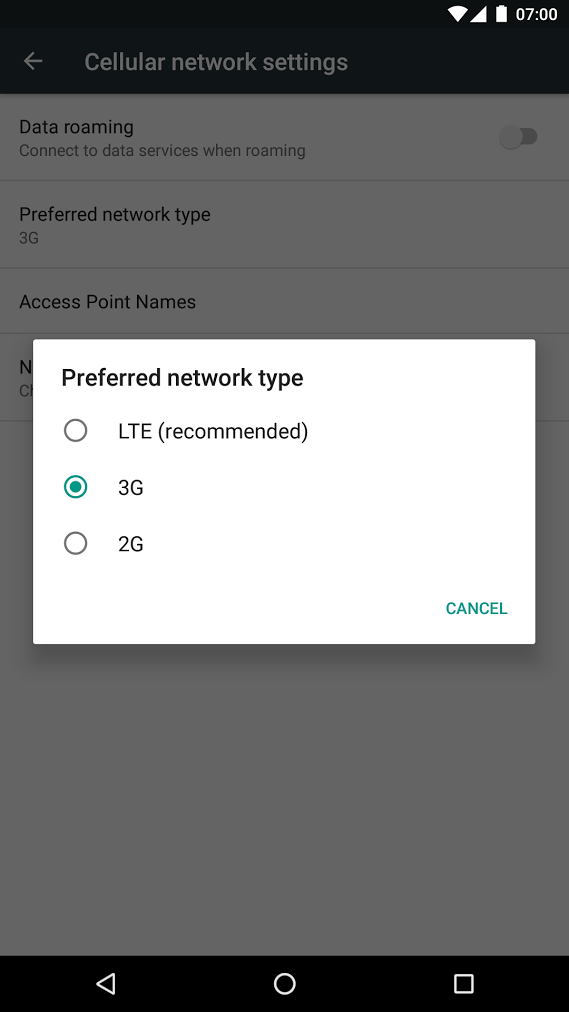 07:00
Cellular network settings
Data roaming
Connect to data services when roaming
Preferred network type
3G
Access Point Names
N
Ch
Preferred network type
LTE (recommended)
3G
2G
CANCEL